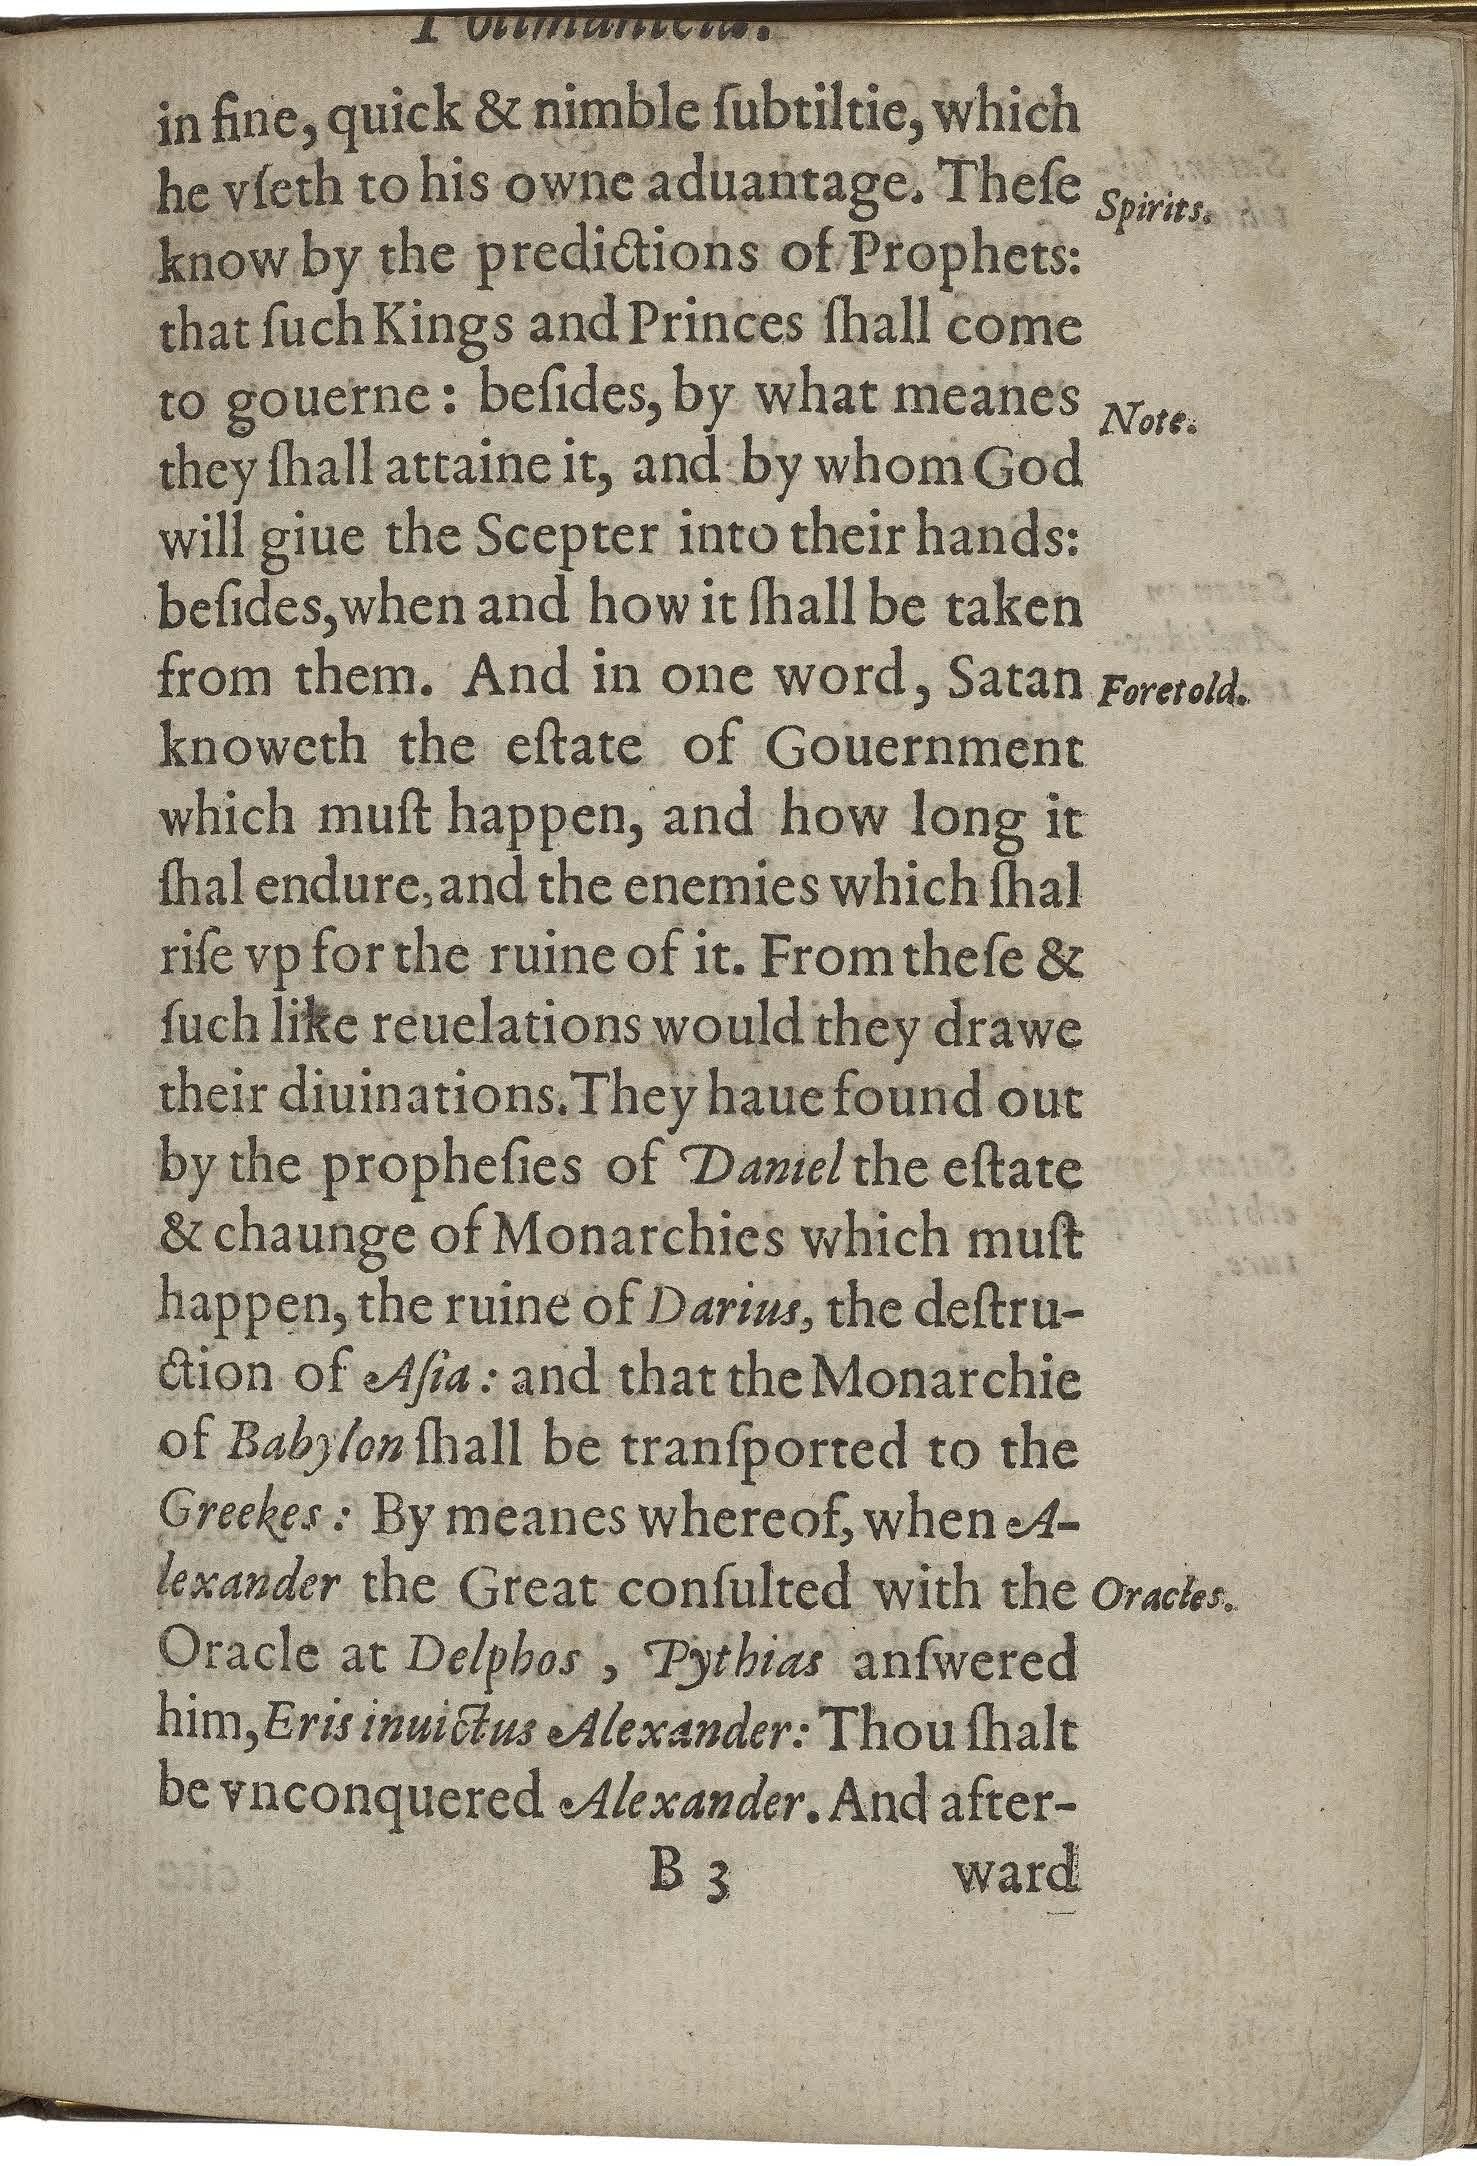 Polimanteia.
in fine, quick & nimble ſubtiltie, which
he vſeth to his owne aduantage. Theſe
Spirits.
know by the predictions of Prophets:
that ſuch Kings and Princes ſhall come
to gouerne: beſides, by what meanes
Note.
they ſhall attaine it, and by whom God
will giue the Scepter into their hands:
beſides, when and how it ſhall be taken
from them. And in one word, Satan
Foretold.
knoweth the eſtate of Gouernment
which muſt happen, and how long it
ſhal endure, and the enemies which ſhal
riſe vp for the ruine of it. From theſe &
ſuch like reuelations would they drawe
their diuinations. They haue found out
by the propheſies of Daniel the eſtate
& chaunge of Monarchies which muſt
happen, the ruine of Darius, the deſtru-
ction of Aſia: and that the Monarchie
of Babylon ſhall be tranſported to the
Greekes: By meanes whereof, when A-
lexander the Great conſulted with the
Oracles.
Oracle at Delphos, Pythias anſwered
him, Eris inuictus Alexander: Thou ſhalt
be vnconquered Alexander. And after-
B 3
ward